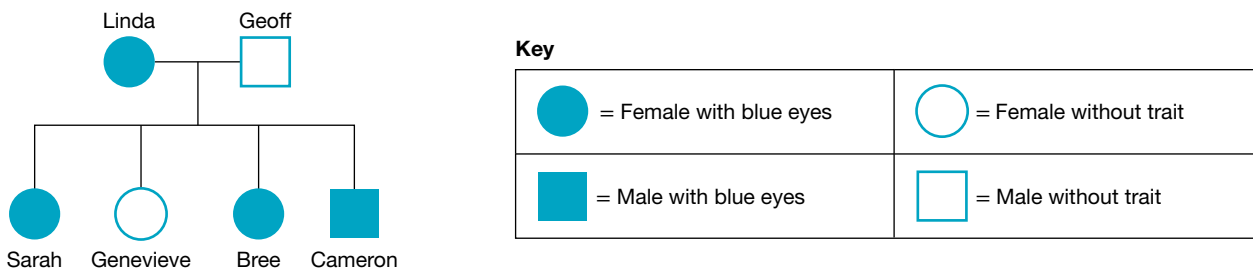 Linda Geoff
Sarah Genevieve Bree Cameron
Key
= Female with blue eyes
= Female without trait
= Male with blue eyes
= Male without trait